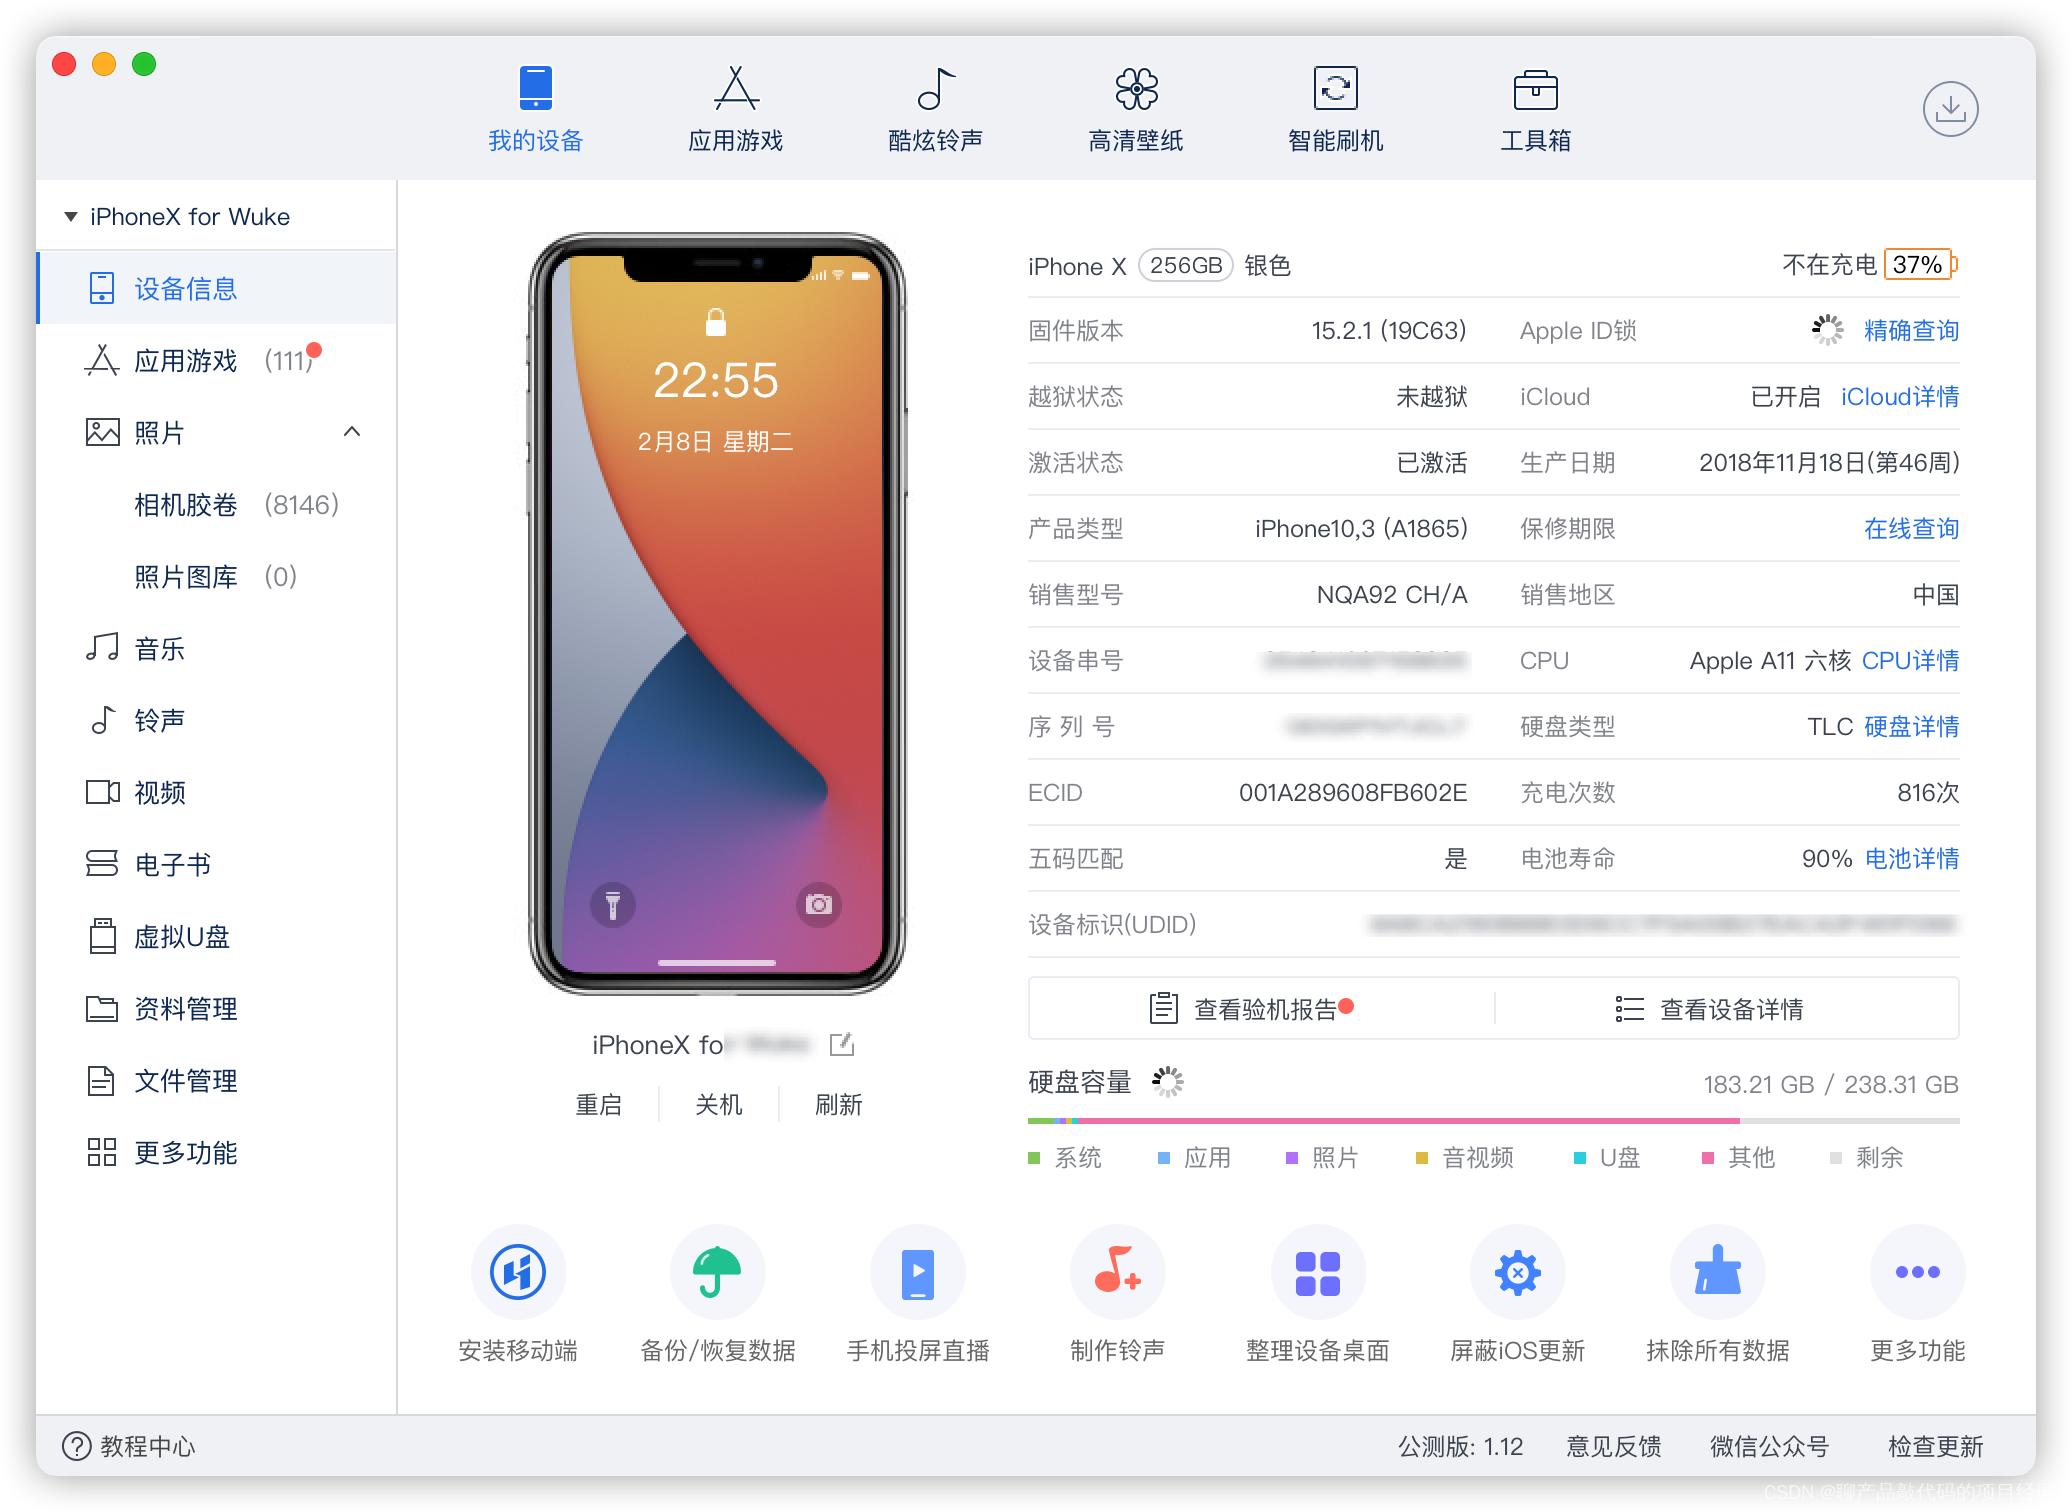 我的设备 应用游戏 酷炫铃声 高清壁纸 智能刷机 工具箱
iPhoneX for Wuke
设备信息
应用游戏 (111)
照片
相机胶卷 (8146)
照片图库 (0)
音乐
铃声
视频
电子书
虚拟U盘
资料管理
文件管理
更多功能
22:55
2月8日 星期二
iPhoneX for Wuke
重启 关机 刷新
iPhone X 256GB 银色 不在充电 37%
固件版本 15.2.1 (19C63) Apple ID锁 精确查询
越狱状态 未越狱 iCloud 已开启 iCloud详情
激活状态 已激活 生产日期 2018年11月18日(第46周)
产品类型 iPhone10,3 (A1865) 保修期限 在线查询
销售型号 NQA92 CH/A 销售地区 中国
设备串号 CPU Apple A11 六核 CPU详情
序 列 号 硬盘类型 TLC 硬盘详情
ECID 001A289608FB602E 充电次数 816次
五码匹配 是 电池寿命 90% 电池详情
设备标识(UDID)
查看验机报告 查看设备详情
硬盘容量 183.21 GB / 238.31 GB
系统 应用 照片 音视频 U盘 其他 剩余
安装移动端 备份/恢复数据 手机投屏直播 制作铃声 整理设备桌面 屏蔽iOS更新 抹除所有数据 更多功能
教程中心 公测版: 1.12 意见反馈 微信公众号 检查更新
CSDN @聊产品敲代码的项目经